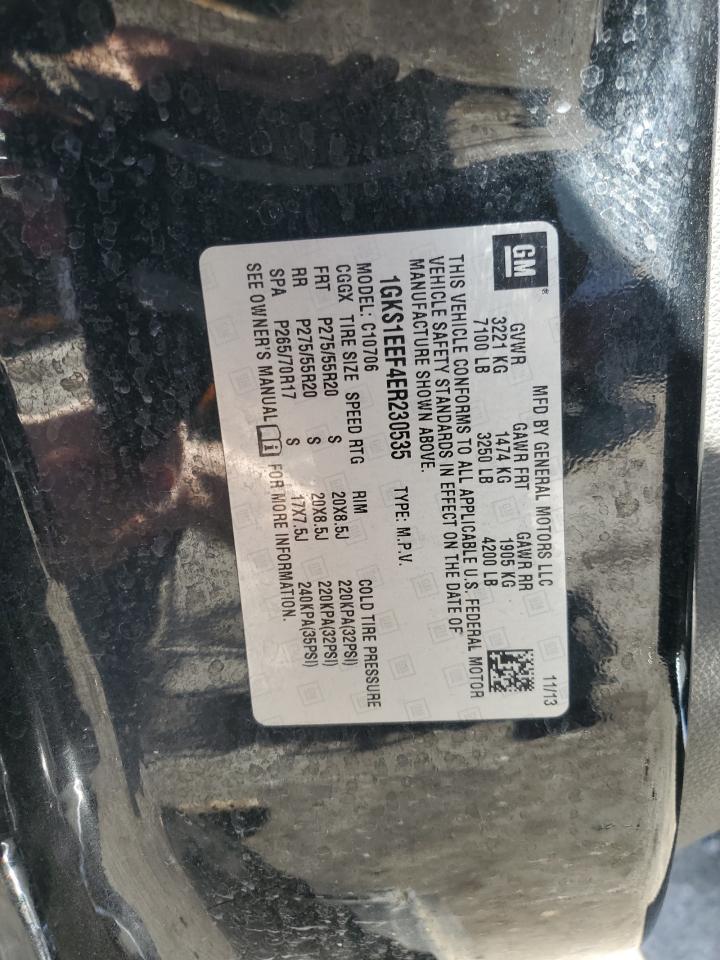 GM ®
MFD BY GENERAL MOTORS LLC 11/13
GVWR GAWR FRT GAWR RR
3221 KG 1474 KG 1905 KG
7100 LB 3250 LB 4200 LB
THIS VEHICLE CONFORMS TO ALL APPLICABLE U.S. FEDERAL MOTOR
VEHICLE SAFETY STANDARDS IN EFFECT ON THE DATE OF
MANUFACTURE SHOWN ABOVE.
1GKS1EEF4ER230535 TYPE: M.P.V.
MODEL: C10706
CGGX TIRE SIZE SPEED RTG RIM COLD TIRE PRESSURE
FRT P275/55R20 S 20X8.5J 220KPA(32PSI)
RR P275/55R20 S 20X8.5J 220KPA(32PSI)
SPA P265/70R17 S 17X7.5J 240KPA(35PSI)
SEE OWNER'S MANUAL FOR MORE INFORMATION.